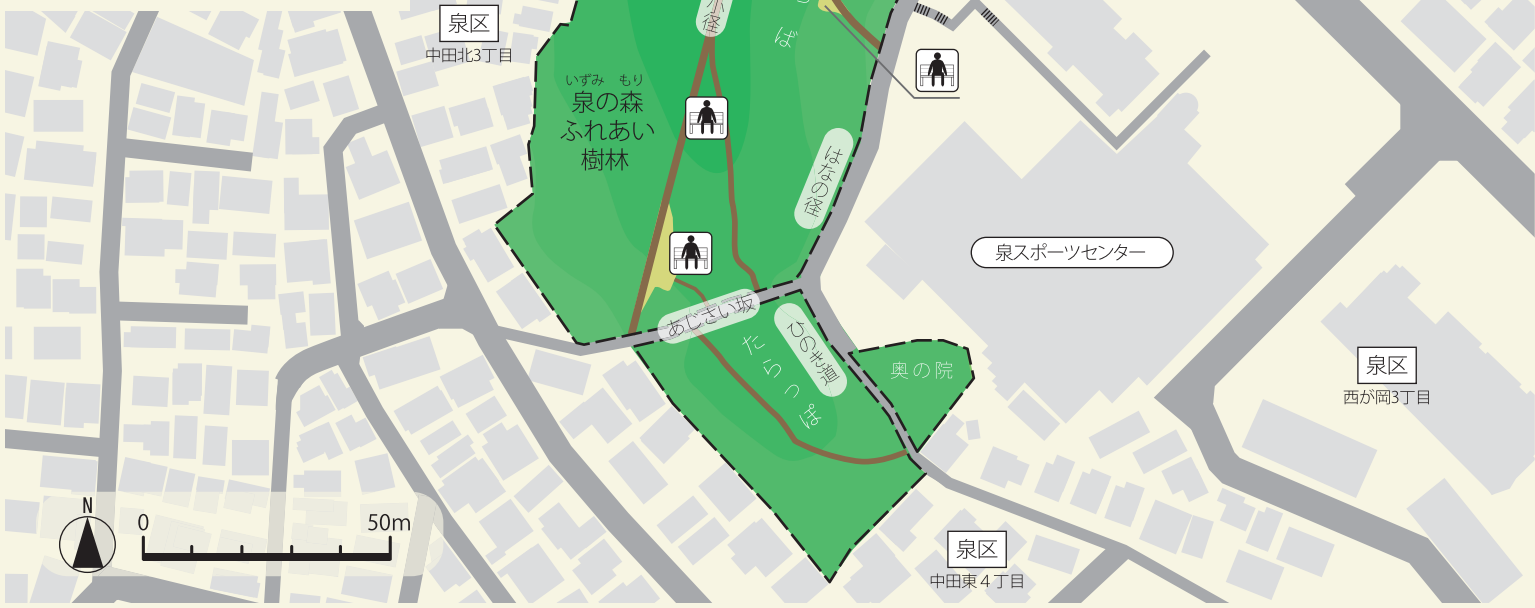 泉区
中田北3丁目
小径
ば
いずみ　もり
泉の森
ふれあい
樹林
はなの径
泉スポーツセンター
あじさい坂
ひのき道
たらっぽ
奥の院
泉区
西が岡3丁目
N
0
50m
泉区
中田東4丁目